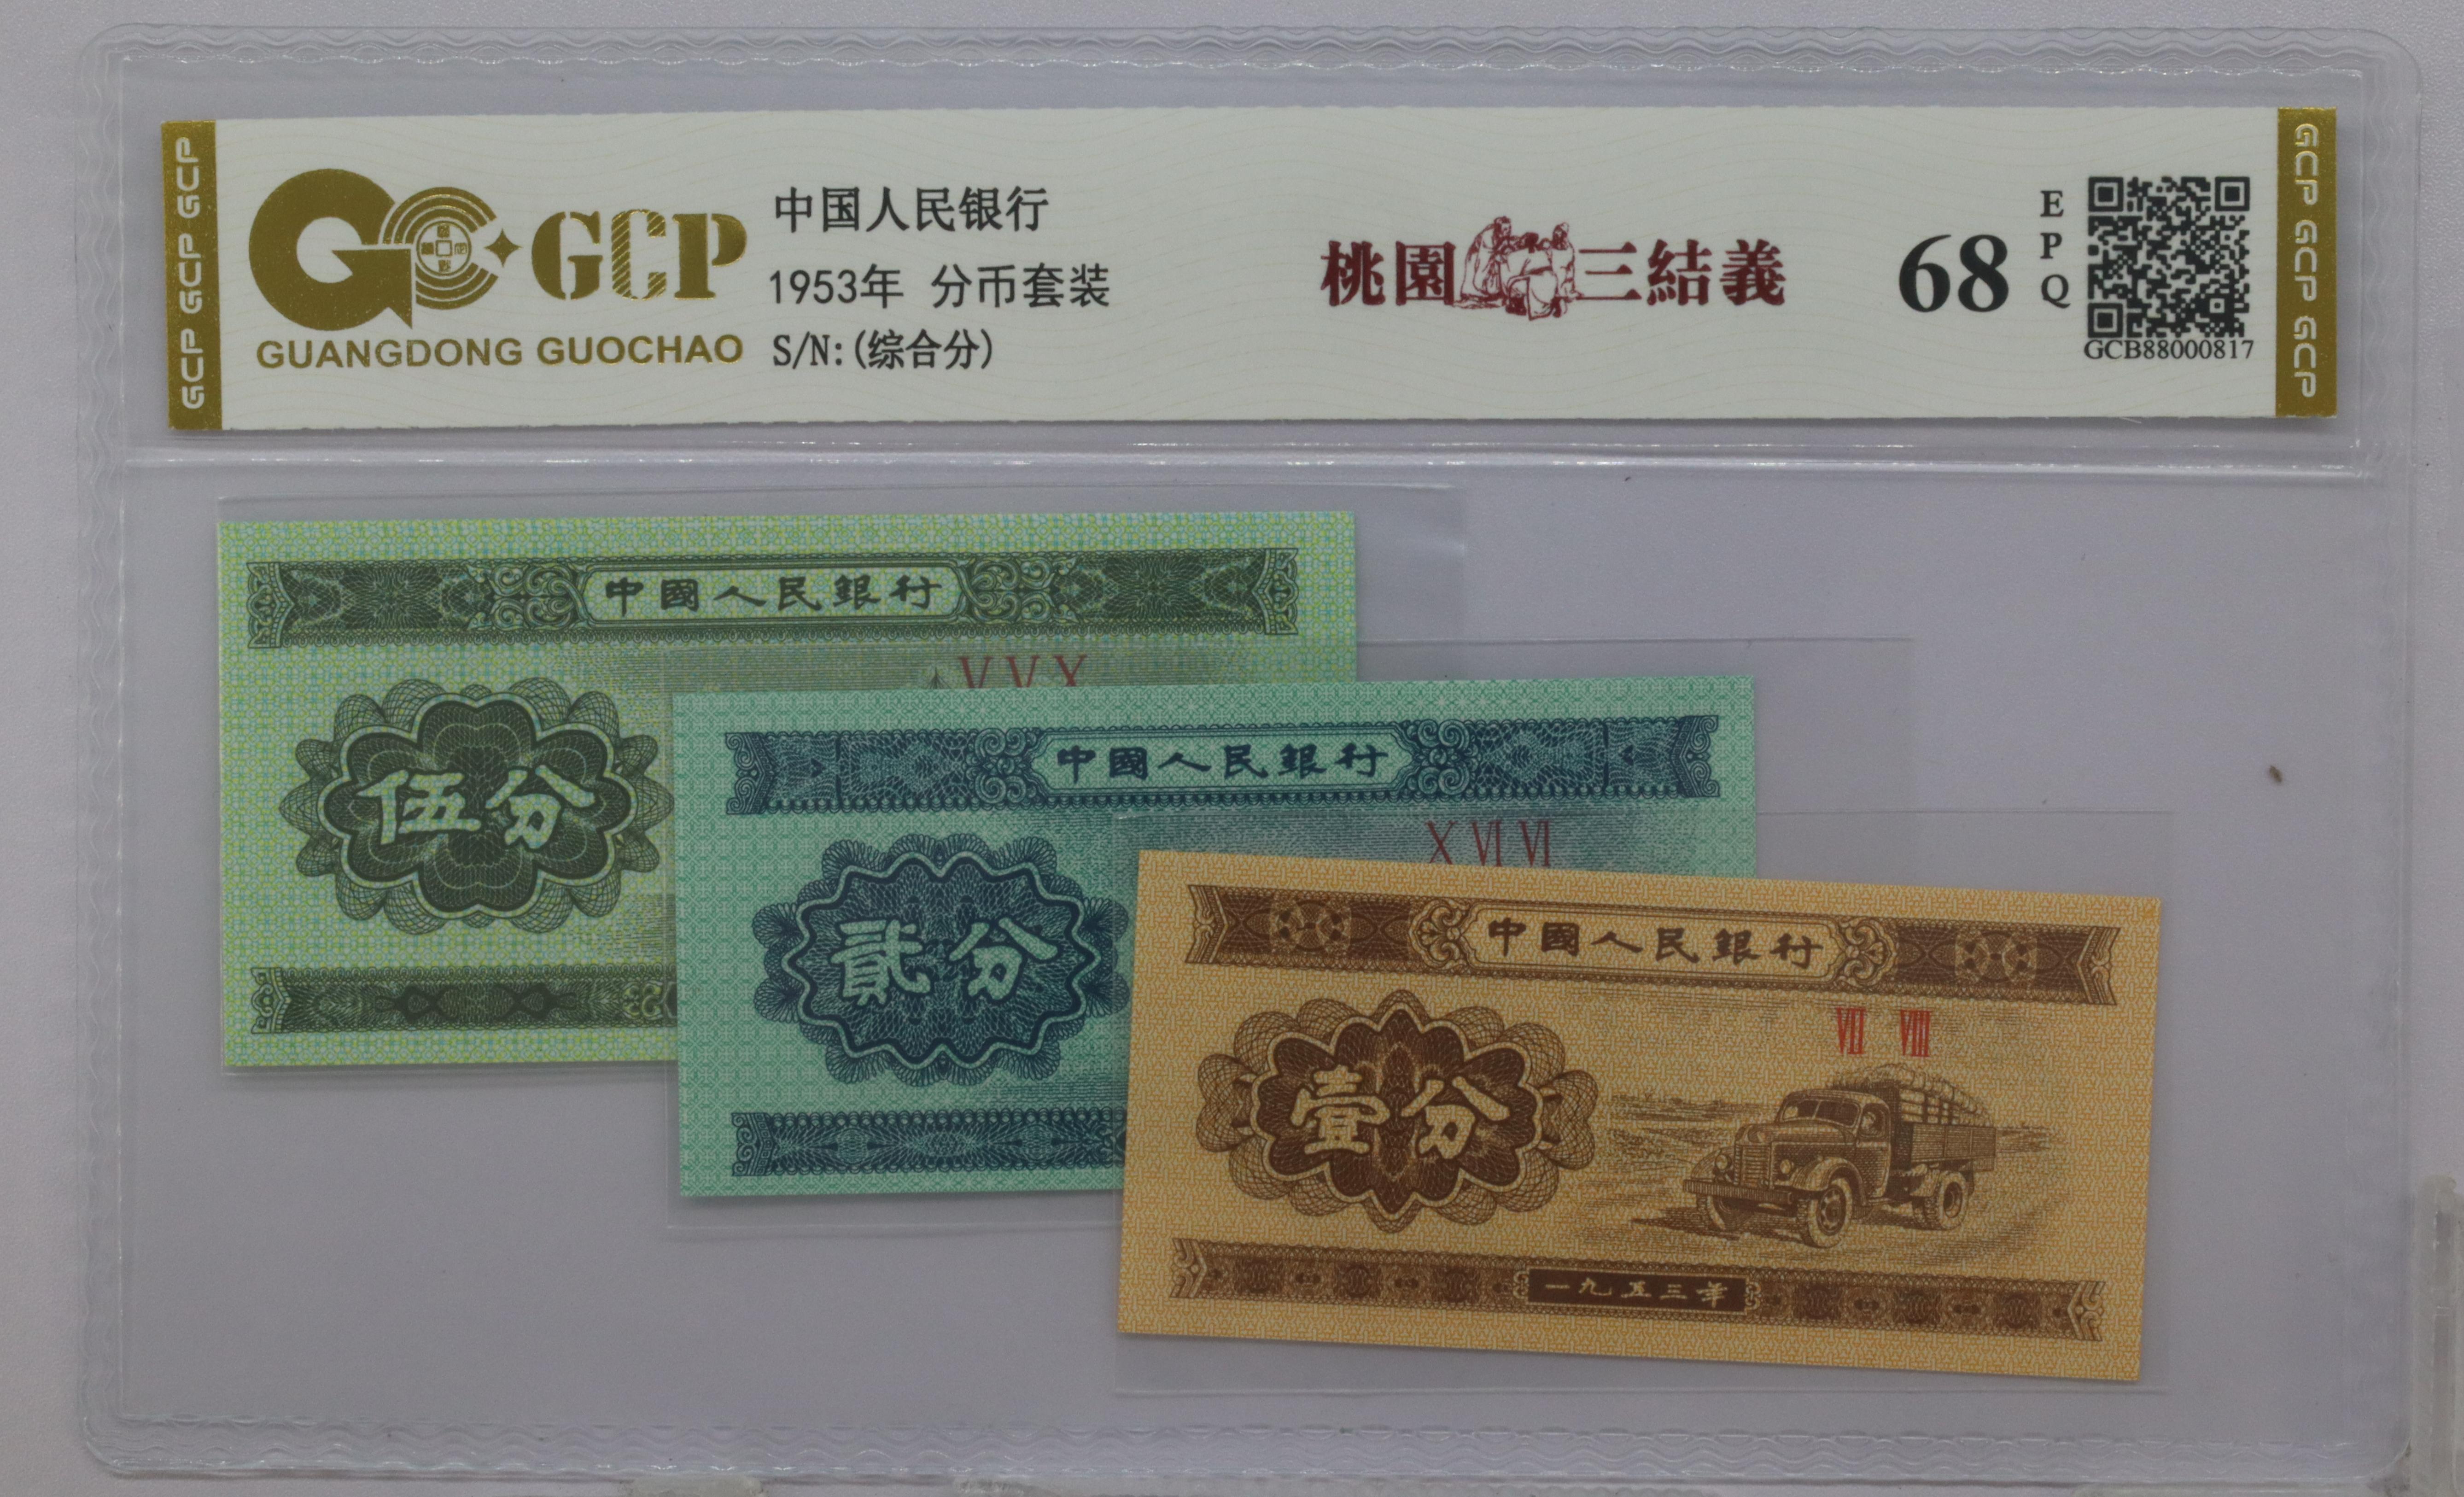 GCP GCP GCP
GCP
GUANGDONG GUOCHAO
中国人民银行
1953年 分币套装
S/N:(综合分)
桃園三結義
68
EPQ
GCB88000817
GCP GCP GCP
中國人民銀行
V V X
伍分
中國人民銀行
X VI VI
貳分
中國人民銀行
VII VIII
壹分
一九五三年